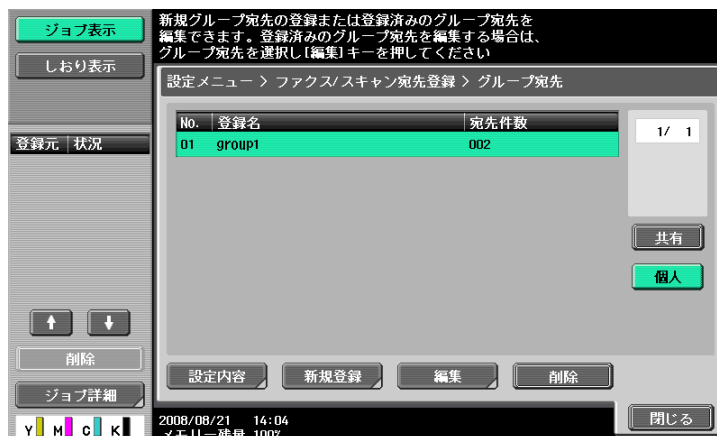 ジョブ表示
しおり表示
登録元 状況
削除
ジョブ詳細
Y M C K
新規グループ宛先の登録または登録済みのグループ宛先を
編集できます。登録済みのグループ宛先を編集する場合は、
グループ宛先を選択し[編集]キーを押してください
設定メニュー > ファクス/スキャン宛先登録 > グループ宛先
No. 登録名 宛先件数
01 group1 002
1/ 1
共有
個人
設定内容 新規登録 編集 削除
2008/08/21 14:04
メモリー残量 100%
閉じる